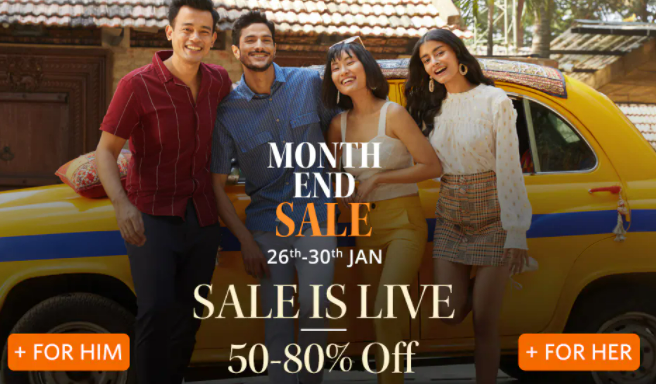 MONTH
END
SALE
26th-30th JAN
SALE IS LIVE
50-80% Off
+ FOR HIM
+ FOR HER